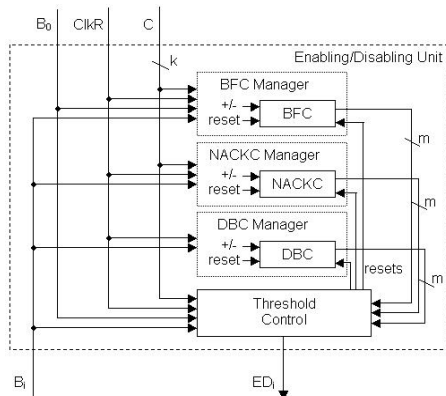 B₀ ClkR C
k
Enabling/Disabling Unit
BFC Manager
+/-
reset
BFC
m
NACKC Manager
+/-
reset
NACKC
m
DBC Manager
+/-
reset
DBC
resets
m
Threshold
Control
Bᵢ
EDᵢ